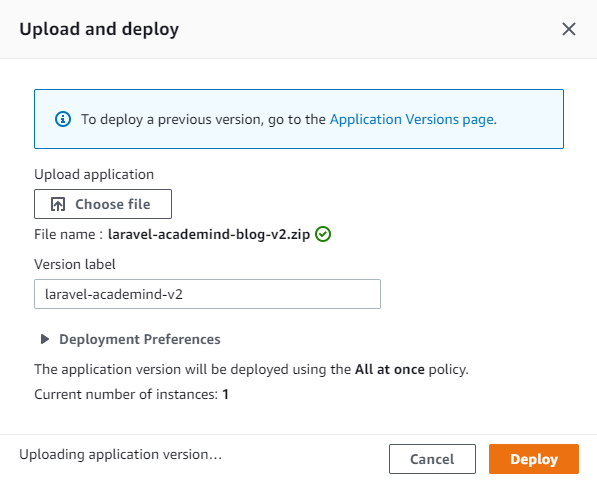 Upload and deploy
To deploy a previous version, go to the Application Versions page.
Upload application
Choose file
File name : laravel-academind-blog-v2.zip
Version label
laravel-academind-v2
Deployment Preferences
The application version will be deployed using the All at once policy.
Current number of instances: 1
Uploading application version...
Cancel
Deploy